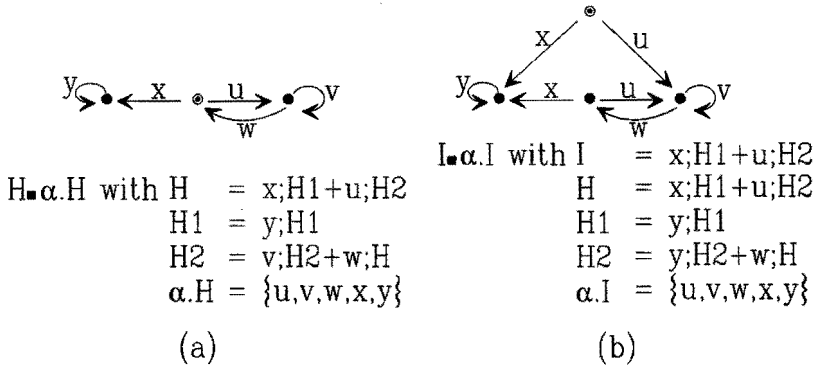 x u
y x u v w
y x u v w
H▪α.H with H = x;H1+u;H2
H1 = y;H1
H2 = v;H2+w;H
α.H = {u,v,w,x,y}
(a)
I▪α.I with I = x;H1+u;H2
H = x;H1+u;H2
H1 = y;H1
H2 = y;H2+w;H
α.I = {u,v,w,x,y}
(b)